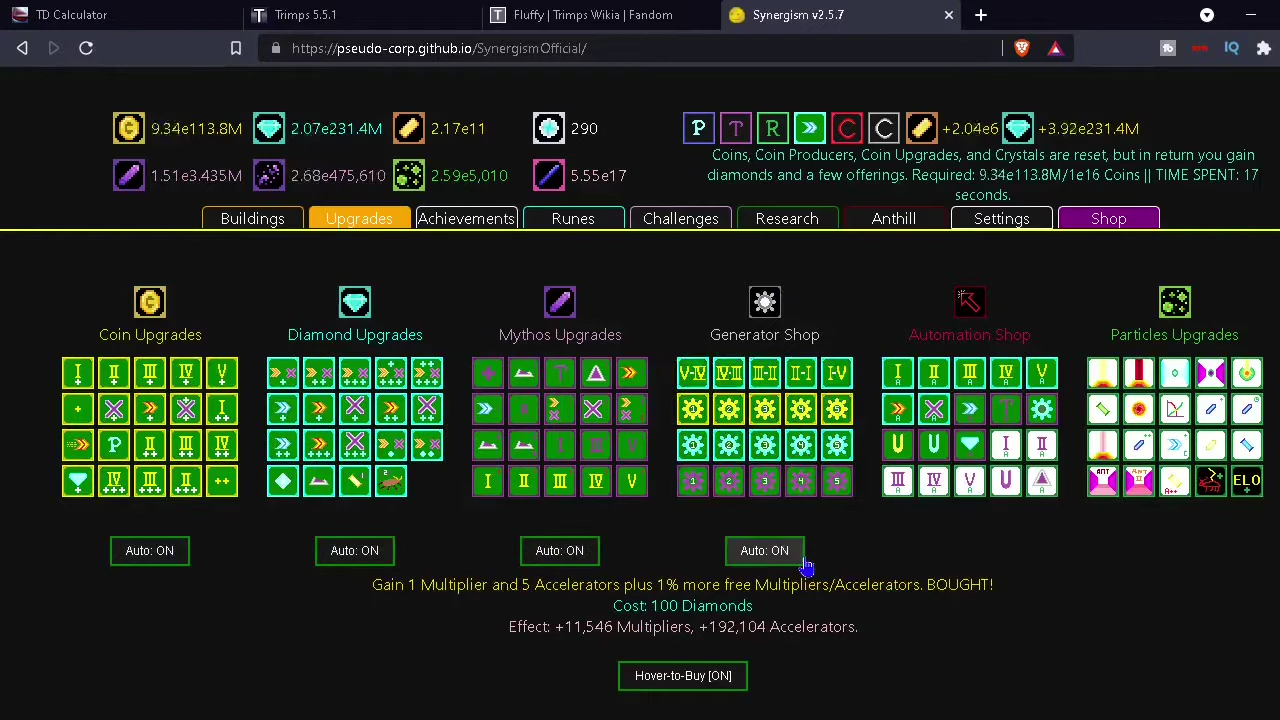 TD Calculator
Trimps 5.5.1
Fluffy | Trimps Wikia | Fandom
Synergism v2.5.7
https://pseudo-corp.github.io/SynergismOfficial/
9.34e113.8M 2.07e231.4M 2.17e11 290 +2.04e6 +3.92e231.4M
1.51e3.435M 2.68e475,610 2.59e5,010 5.55e17
Coins, Coin Producers, Coin Upgrades, and Crystals are reset, but in return you gain
diamonds and a few offerings. Required: 9.34e113.8M/1e16 Coins || TIME SPENT: 17
seconds.
Buildings Upgrades Achievements Runes Challenges Research Anthill Settings Shop
Coin Upgrades Diamond Upgrades Mythos Upgrades Generator Shop Automation Shop Particles Upgrades
Auto: ON Auto: ON Auto: ON Auto: ON
Gain 1 Multiplier and 5 Accelerators plus 1% more free Multipliers/Accelerators. BOUGHT!
Cost: 100 Diamonds
Effect: +11,546 Multipliers, +192,104 Accelerators.
Hover-to-Buy [ON]